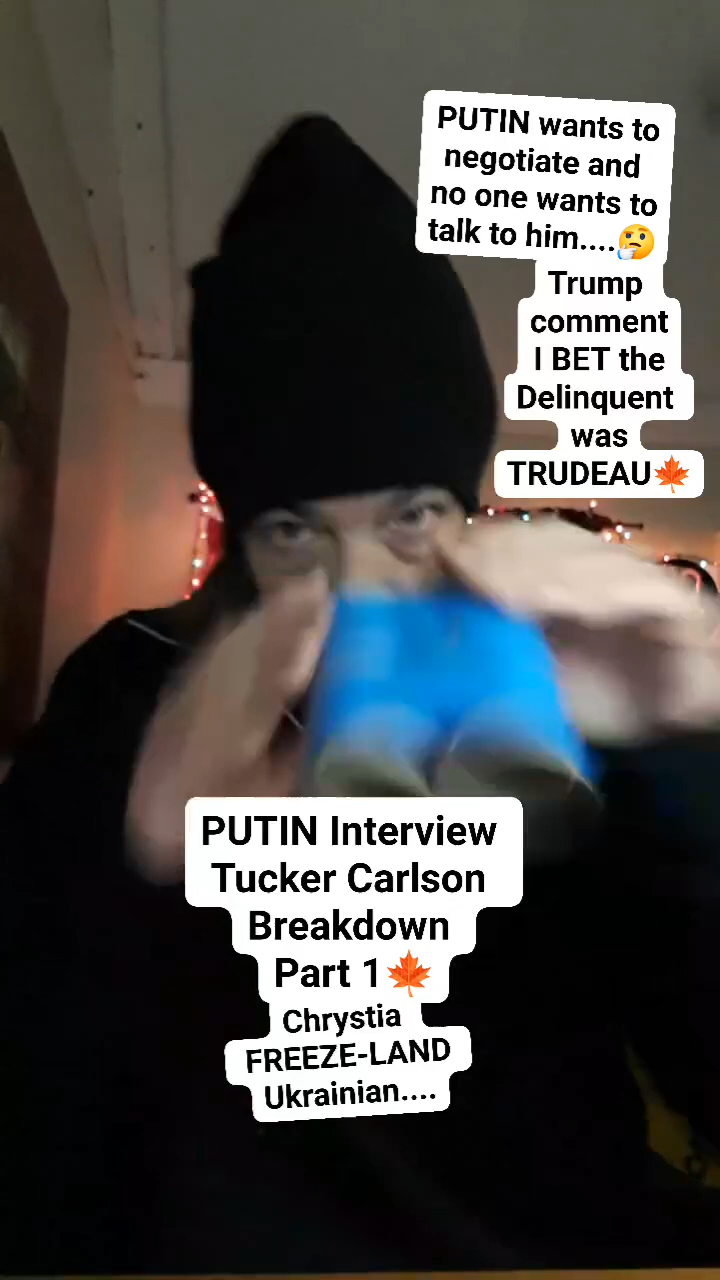 PUTIN wants to
negotiate and
no one wants to
talk to him....🤔
Trump
comment
I BET the
Delinquent
was
TRUDEAU🍁
PUTIN Interview
Tucker Carlson
Breakdown
Part 1🍁
Chrystia
FREEZE-LAND
Ukrainian....